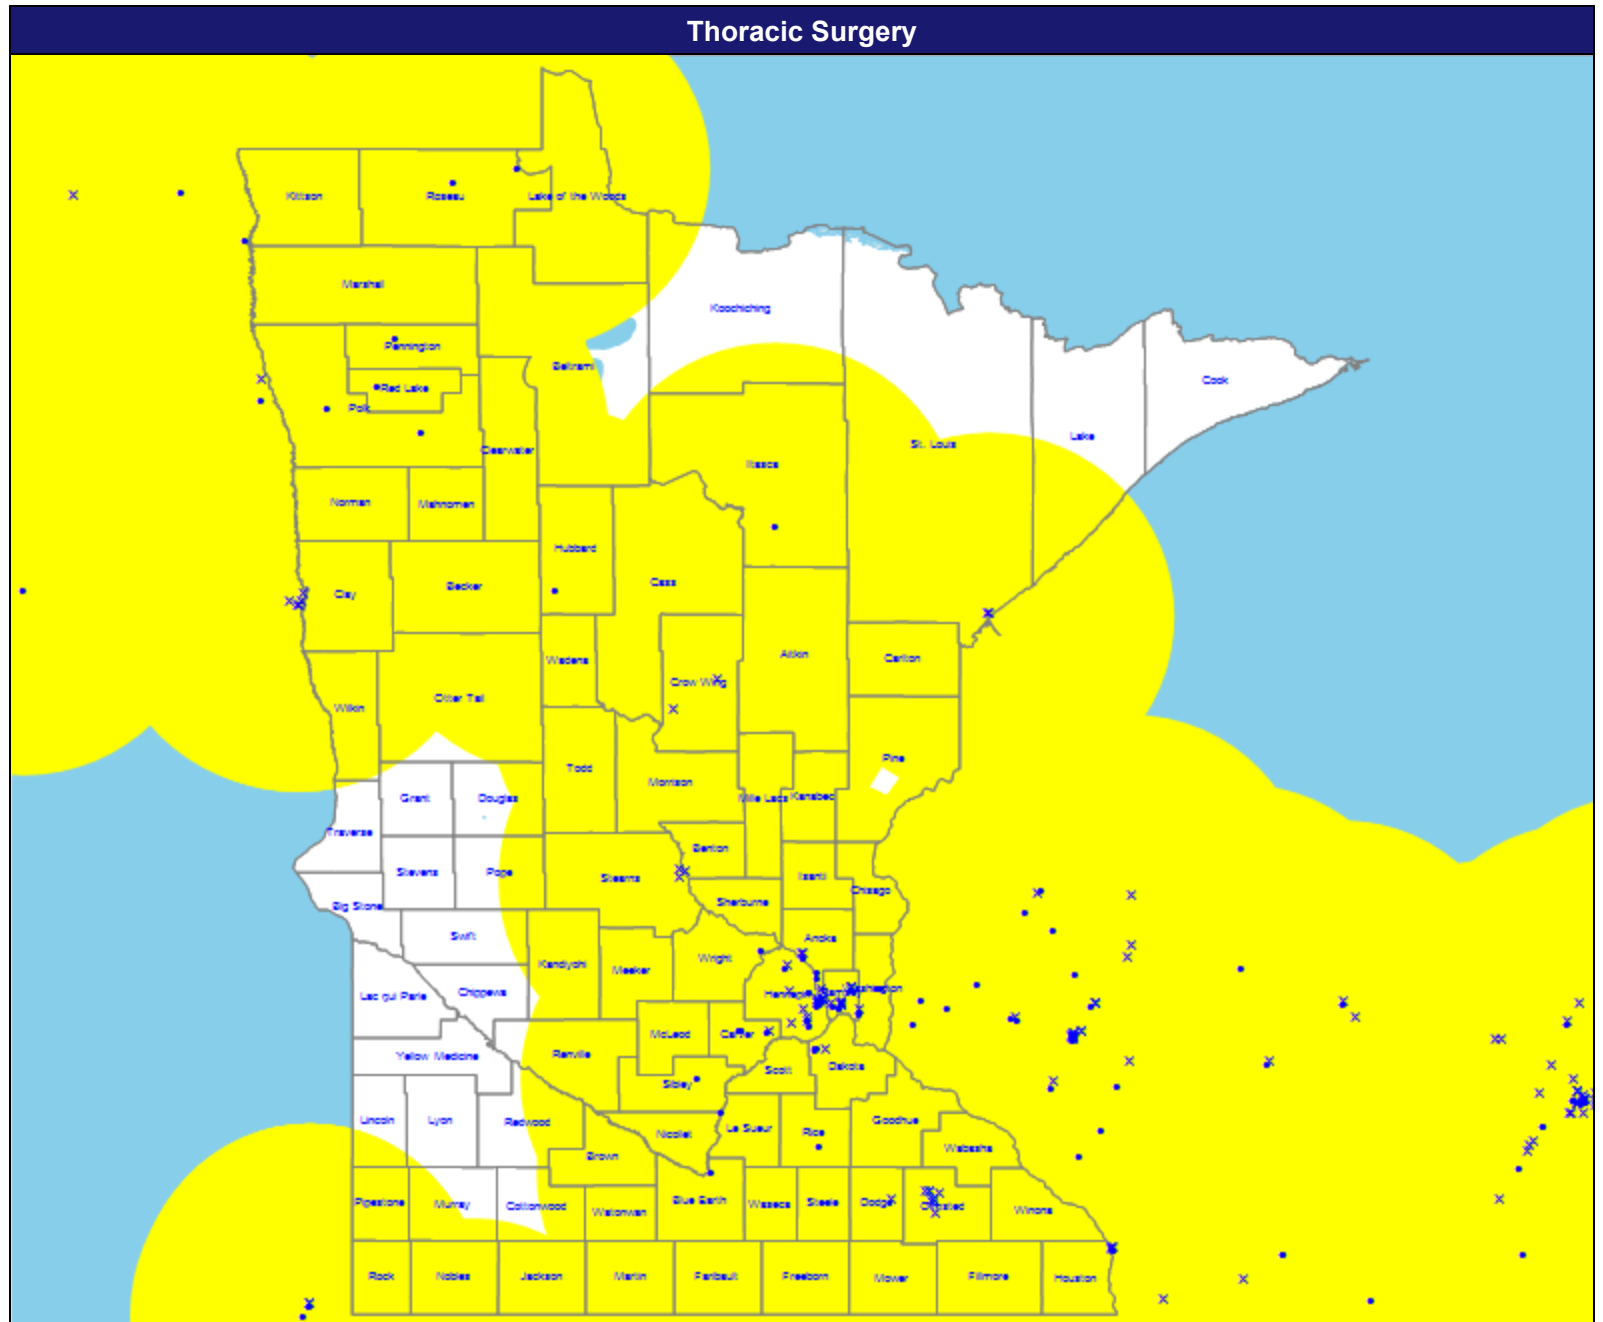 Thoracic Surgery
Kittson
Roseau
Lake of the Woods
Marshall
Koochiching
Pennington
Beltrami
Red Lake
Polk
Cook
Lake
St. Louis
Clearwater
Itasca
Norman
Mahnomen
Hubbard
Cass
Clay
Becker
Aitkin
Carlton
Wadena
Crow Wing
Otter Tail
Wilkin
Pine
Todd
Morrison
Mille Lacs
Kanabec
Grant
Douglas
Traverse
Benton
Stevens
Pope
Stearns
Isanti
Chisago
Sherburne
Big Stone
Swift
Anoka
Wright
Kandiyohi
Meeker
Lac qui Parle
Chippewa
Hennepin
McLeod
Carver
Yellow Medicine
Renville
Scott
Dakota
Sibley
Lincoln
Lyon
Redwood
Nicollet
Le Sueur
Rice
Goodhue
Wabasha
Brown
Pipestone
Murray
Cottonwood
Watonwan
Blue Earth
Waseca
Steele
Dodge
Olmsted
Winona
Rock
Nobles
Jackson
Martin
Faribault
Freeborn
Mower
Fillmore
Houston